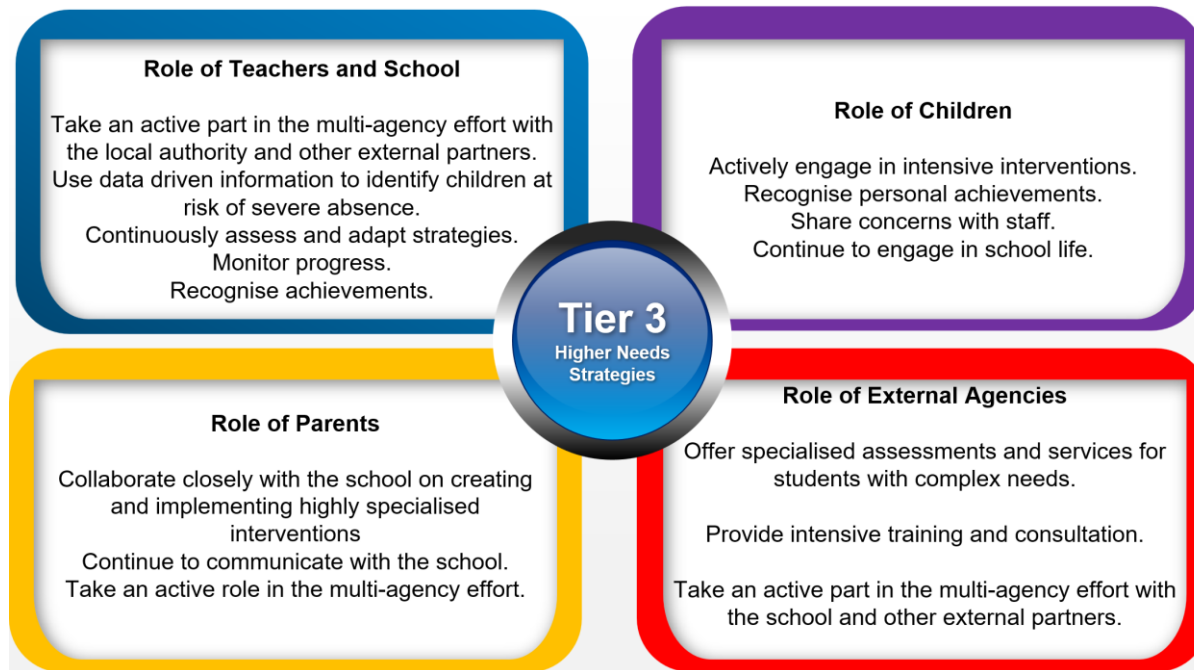 Role of Teachers and School
Take an active part in the multi-agency effort with
the local authority and other external partners.
Use data driven information to identify children at
risk of severe absence.
Continuously assess and adapt strategies.
Monitor progress.
Recognise achievements.
Role of Children
Actively engage in intensive interventions.
Recognise personal achievements.
Share concerns with staff.
Continue to engage in school life.
Tier 3
Higher Needs
Strategies
Role of Parents
Collaborate closely with the school on creating
and implementing highly specialised
interventions
Continue to communicate with the school.
Take an active role in the multi-agency effort.
Role of External Agencies
Offer specialised assessments and services for
students with complex needs.
Provide intensive training and consultation.
Take an active part in the multi-agency effort with
the school and other external partners.